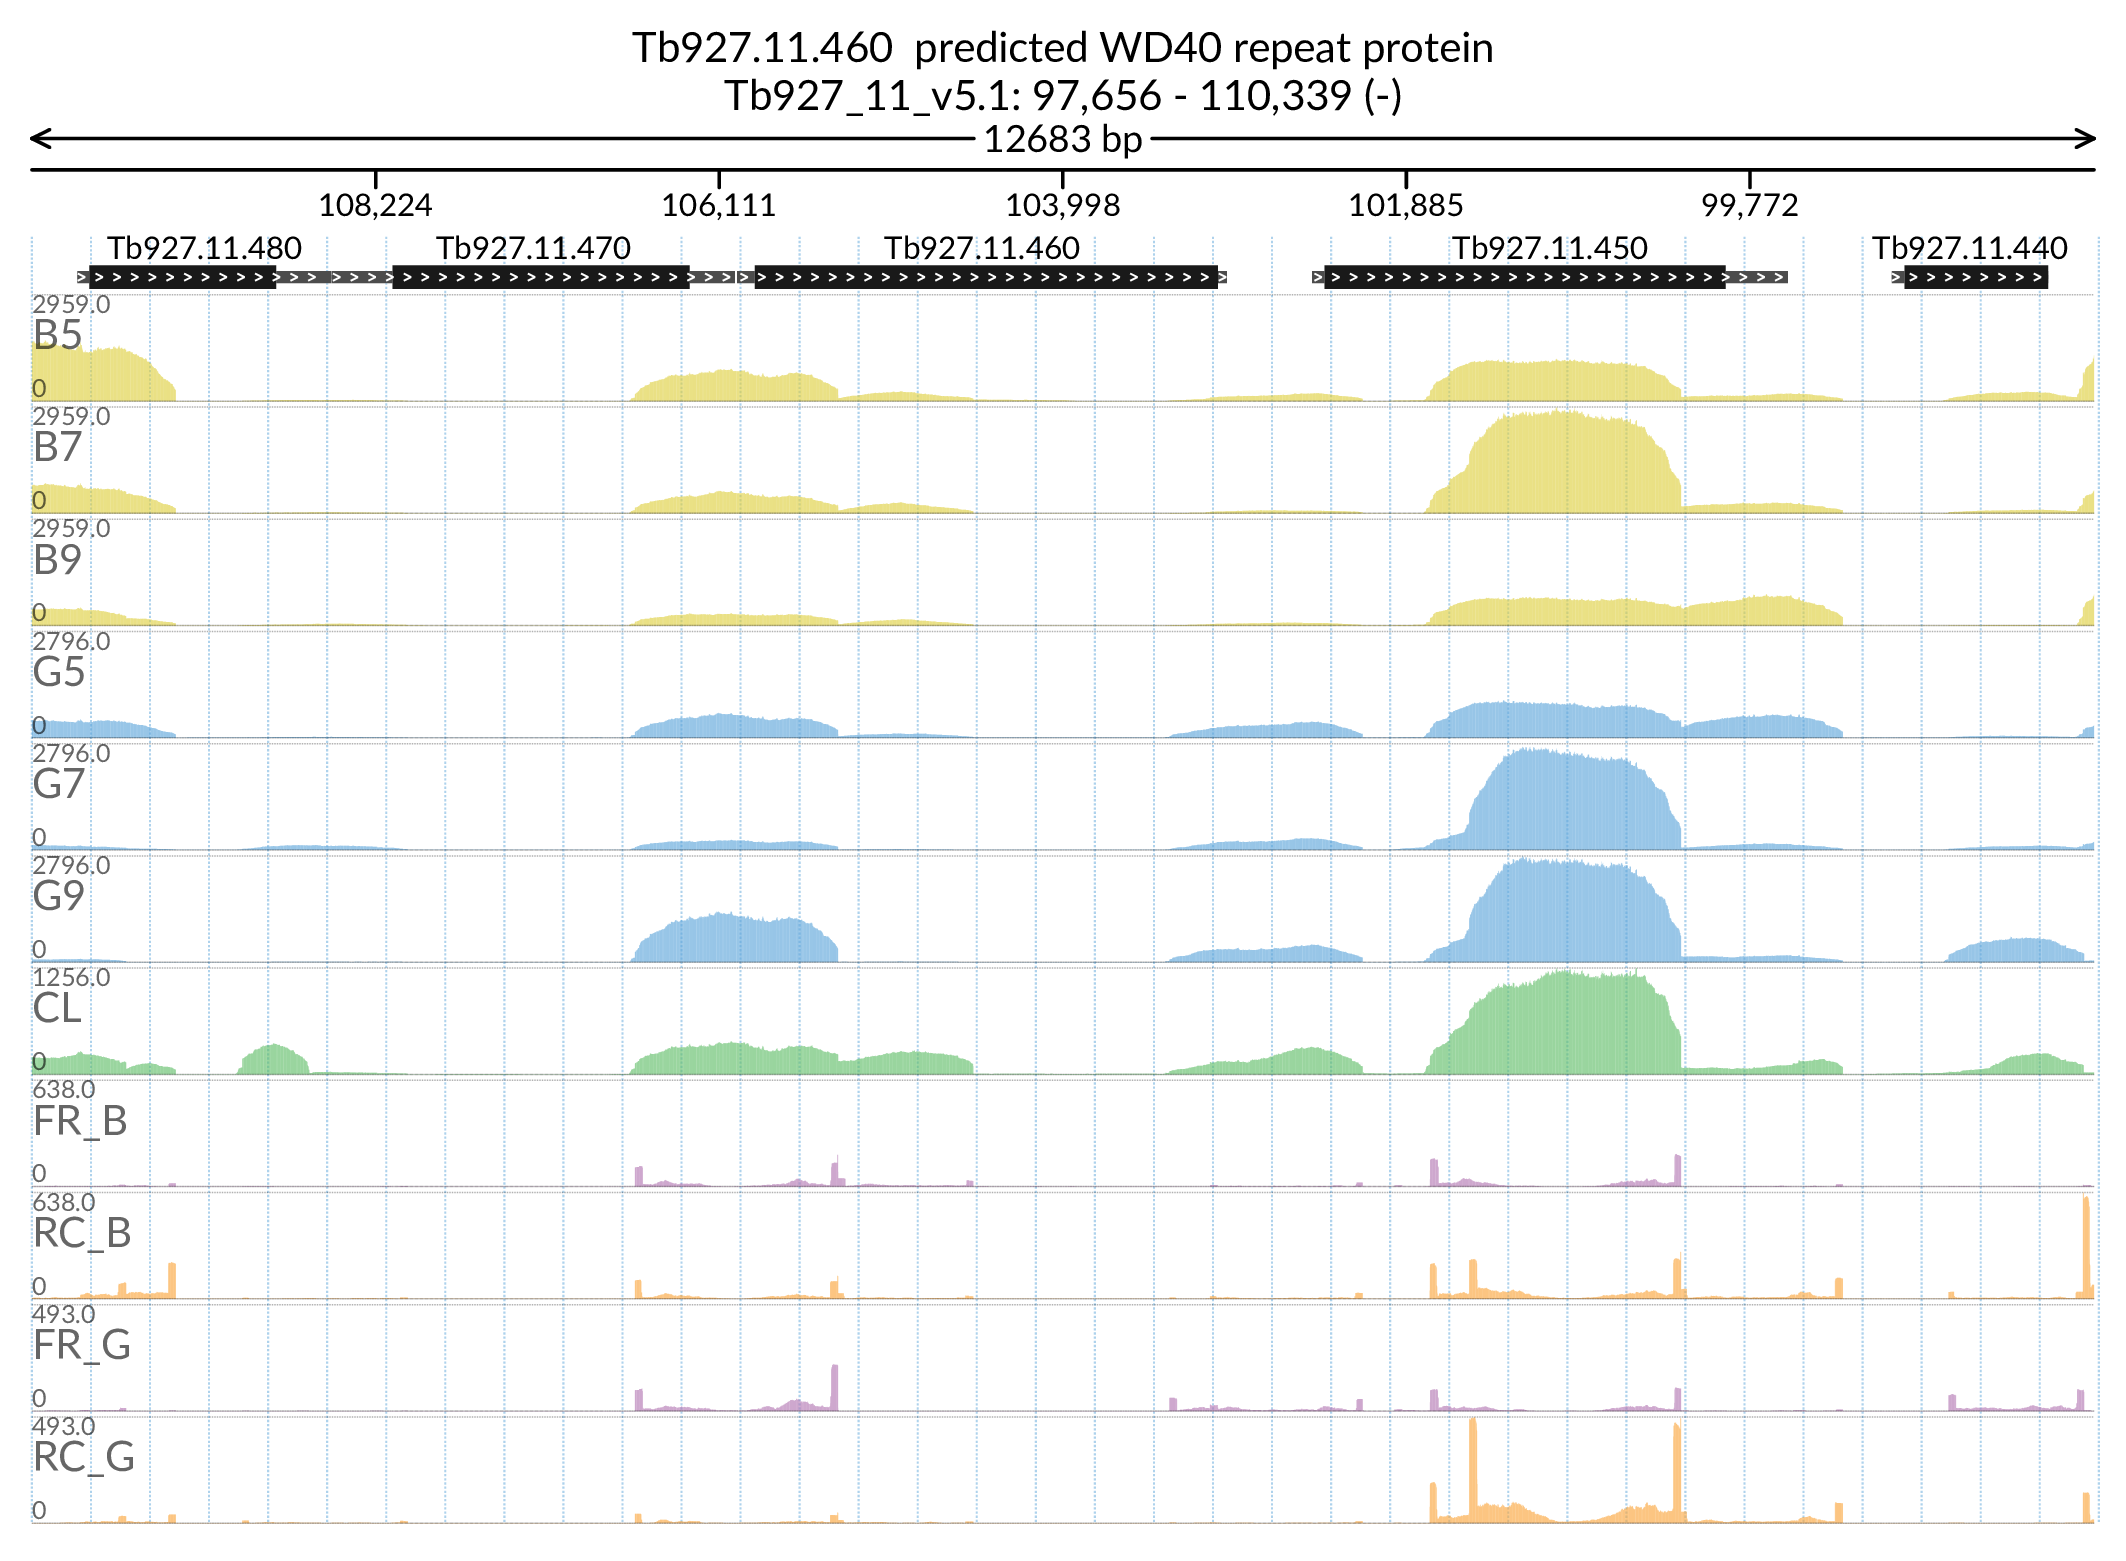 Tb927.11.460  predicted WD40 repeat protein
Tb927_11_v5.1: 97,656 - 110,339 (-)
12683 bp
108,224 106,111 103,998 101,885 99,772
Tb927.11.480 Tb927.11.470 Tb927.11.460 Tb927.11.450 Tb927.11.440
2959.0
B5
0
2959.0
B7
0
2959.0
B9
0
2796.0
G5
0
2796.0
G7
0
2796.0
G9
0
1256.0
CL
0
638.0
FR_B
0
638.0
RC_B
0
493.0
FR_G
0
493.0
RC_G
0